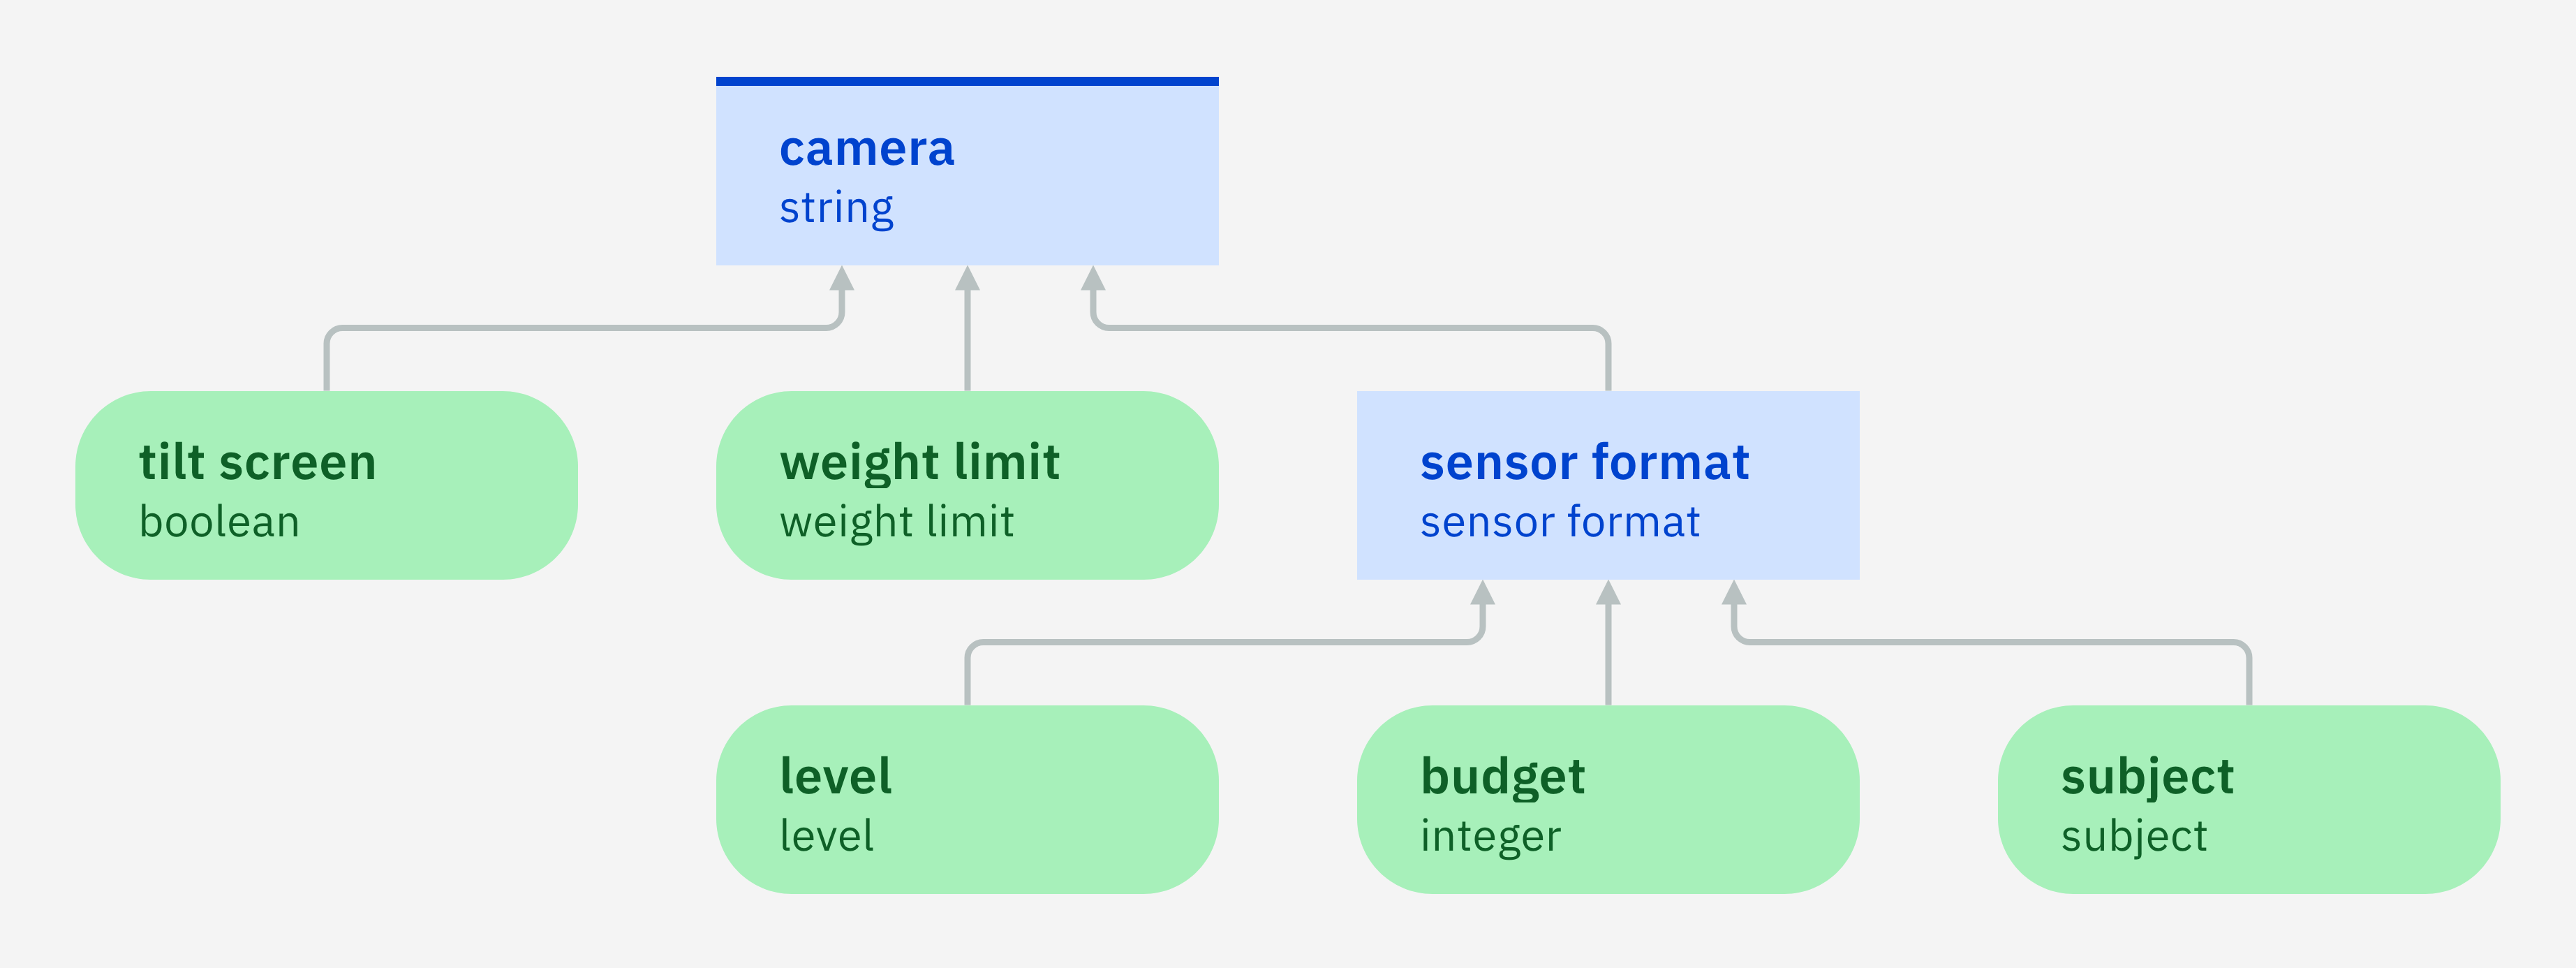 camera
string
tilt screen
boolean
weight limit
weight limit
sensor format
sensor format
level
level
budget
integer
subject
subject